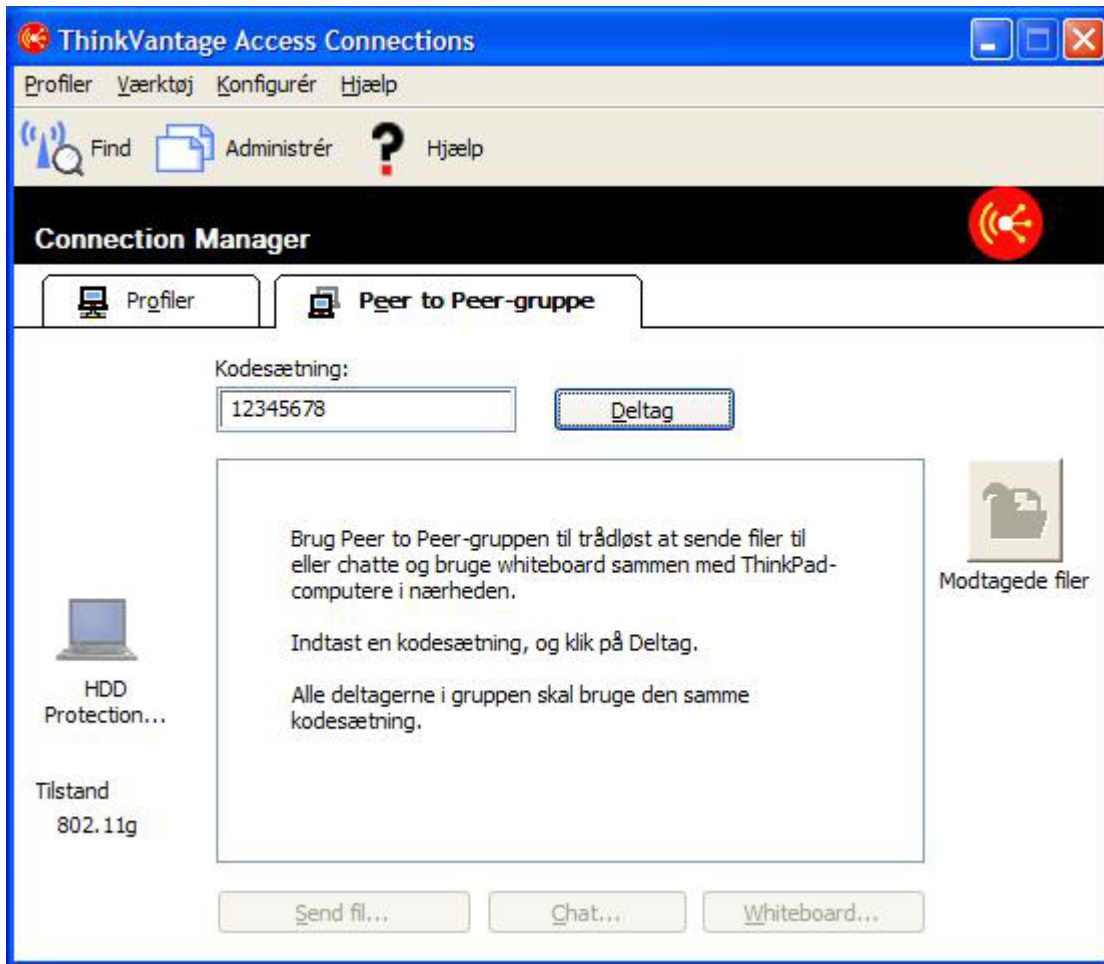 ThinkVantage Access Connections
Profiler Værktøj Konfigurér Hjælp
Find Administrér ? Hjælp
Connection Manager
Profiler Peer to Peer-gruppe
Kodesætning:
12345678 Deltag
Brug Peer to Peer-gruppen til trådløst at sende filer til
eller chatte og bruge whiteboard sammen med ThinkPad-
computere i nærheden.
Indtast en kodesætning, og klik på Deltag.
Alle deltagerne i gruppen skal bruge den samme
kodesætning.
Modtagede filer
HDD
Protection...
Tilstand
802.11g
Send fil... Chat... Whiteboard...